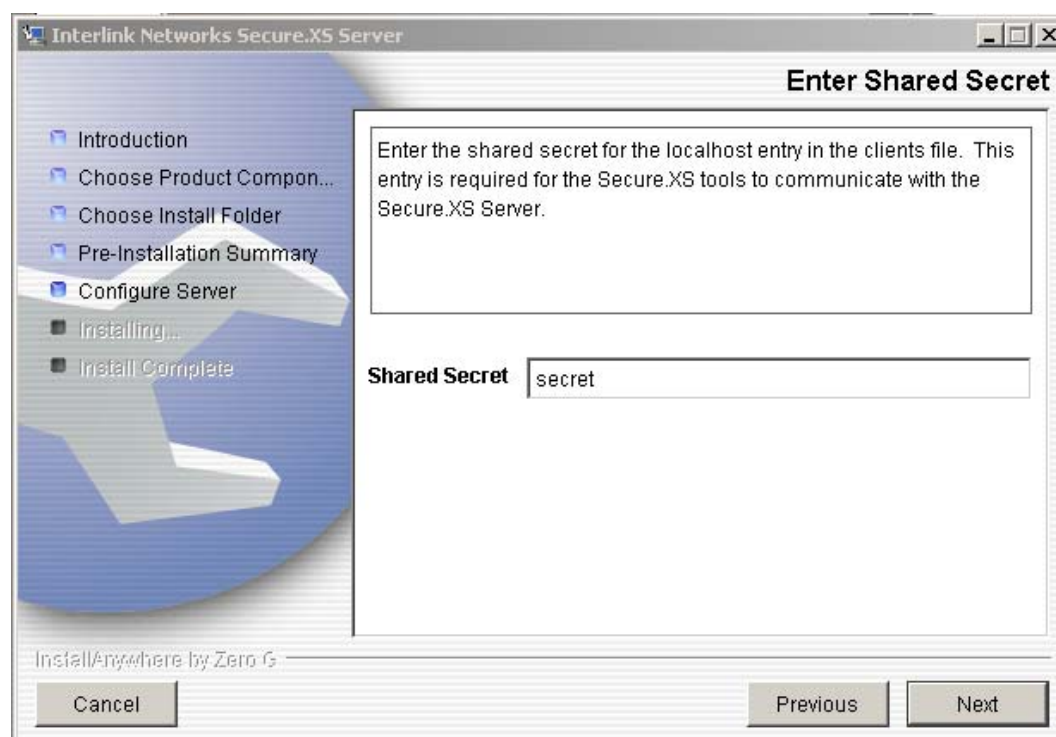 Interlink Networks Secure.XS Server
Enter Shared Secret
Introduction
Choose Product Compon...
Choose Install Folder
Pre-Installation Summary
Configure Server
Installing...
Install Complete
Enter the shared secret for the localhost entry in the clients file. This
entry is required for the Secure.XS tools to communicate with the
Secure.XS Server.
Shared Secret secret
InstallAnywhere by Zero G
Cancel Previous Next